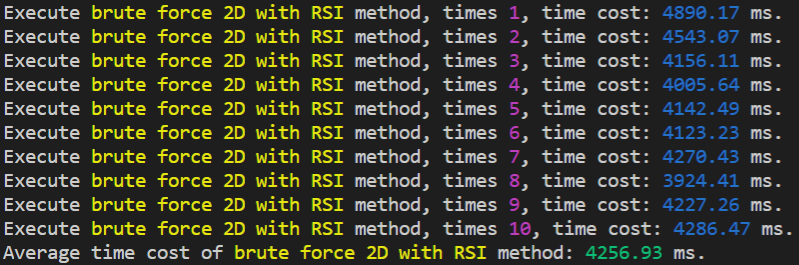 Execute brute force 2D with RSI method, times 1, time cost: 4890.17 ms.
Execute brute force 2D with RSI method, times 2, time cost: 4543.07 ms.
Execute brute force 2D with RSI method, times 3, time cost: 4156.11 ms.
Execute brute force 2D with RSI method, times 4, time cost: 4005.64 ms.
Execute brute force 2D with RSI method, times 5, time cost: 4142.49 ms.
Execute brute force 2D with RSI method, times 6, time cost: 4123.23 ms.
Execute brute force 2D with RSI method, times 7, time cost: 4270.43 ms.
Execute brute force 2D with RSI method, times 8, time cost: 3924.41 ms.
Execute brute force 2D with RSI method, times 9, time cost: 4227.26 ms.
Execute brute force 2D with RSI method, times 10, time cost: 4286.47 ms.
Average time cost of brute force 2D with RSI method: 4256.93 ms.